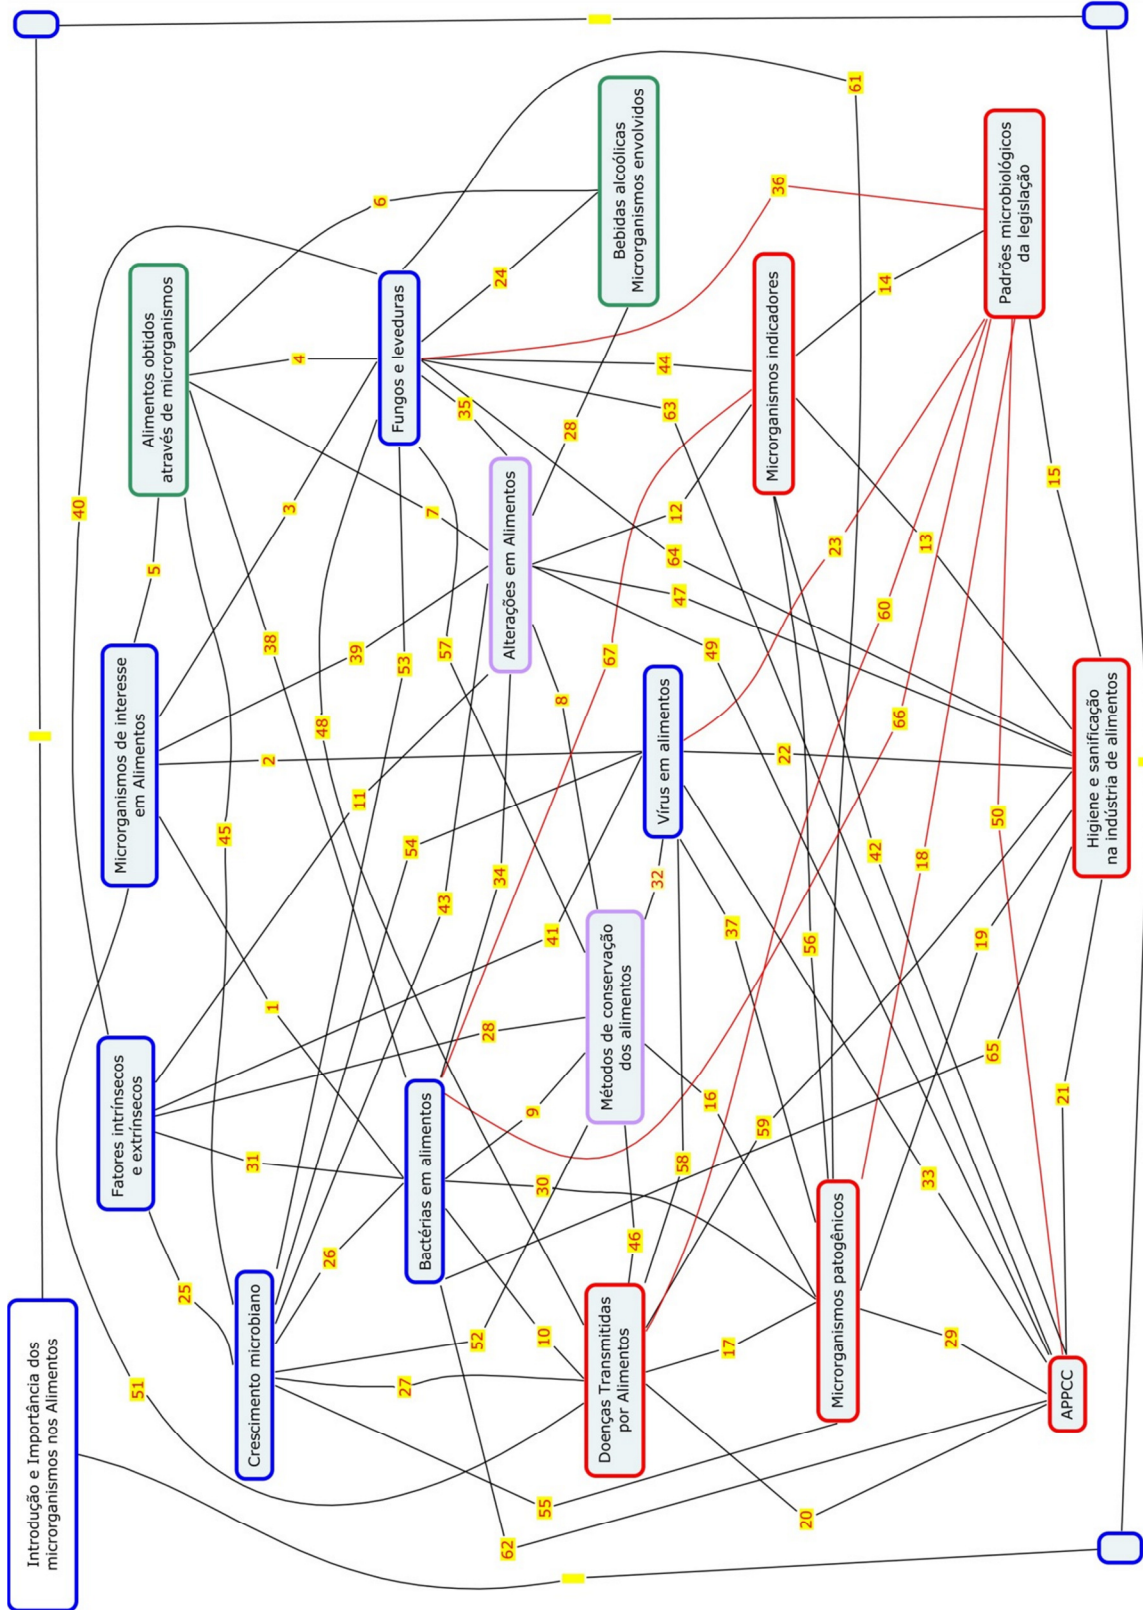 Introdução e Importância dos
microrganismos nos Alimentos
Fatores intrínsecos
e extrínsecos
Microrganismos de interesse
em Alimentos
Alimentos obtidos
através de microrganismos
Crescimento microbiano
Bactérias em alimentos
Fungos e leveduras
Alterações em Alimentos
Doenças Transmitidas
por Alimentos
Métodos de conservação
dos alimentos
Bebidas alcoólicas
Microrganismos envolvidos
Vírus em alimentos
Microrganismos indicadores
Microrganismos patogênicos
Padrões microbiológicos
da legislação
APPCC
Higiene e sanificação
na indústria de alimentos
40
51
5
25
45
31
2
1
38
3
4
48
26
39
11
6
53
27
54
7
43
57
35
52
28
34
24
62
9
55
10
30
41
8
28
67
46
32
44
63
64
12
47
58
16
49
17
37
59
36
22
20
56
23
61
42
60
14
66
18
13
33
29
19
65
50
15
21